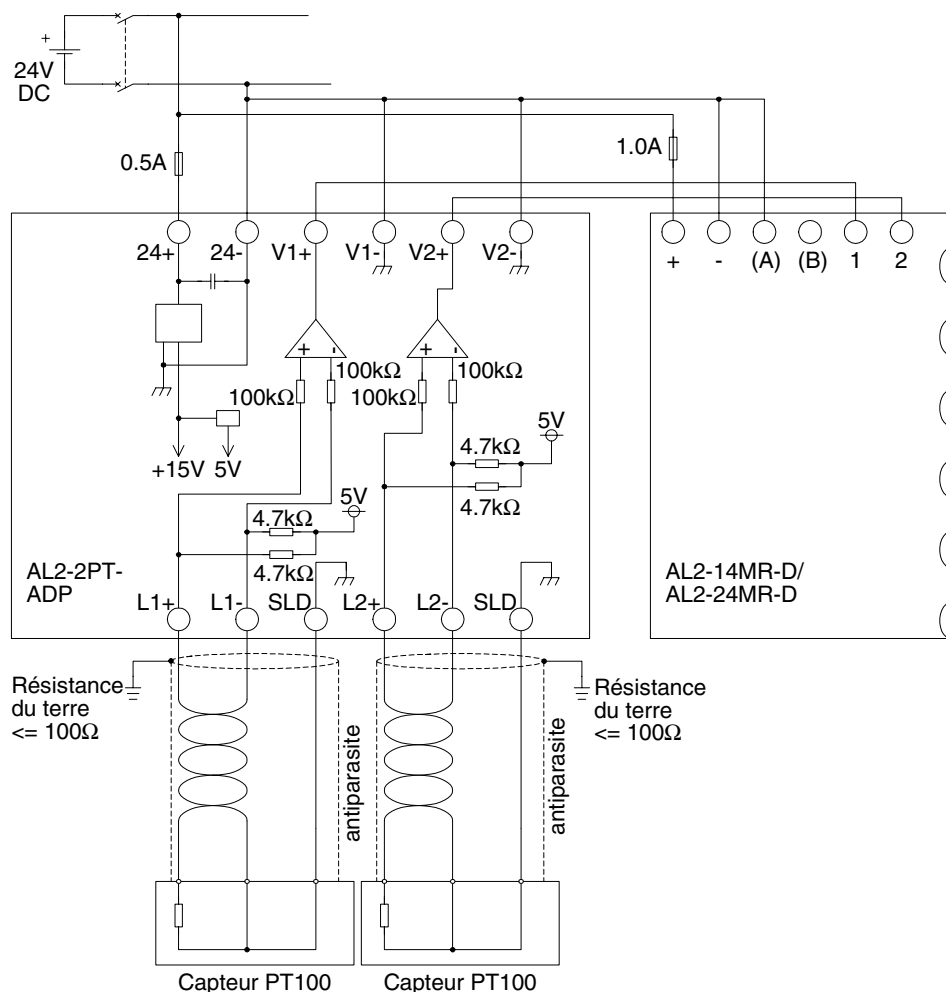 +
24V
DC
0.5A
1.0A
24+ 24- V1+ V1- V2+ V2-
+ - (A) (B) 1 2
+ - + -
100kΩ 100kΩ
100kΩ 100kΩ
5V
4.7kΩ
+15V 5V
4.7kΩ
5V
4.7kΩ
4.7kΩ
AL2-2PT-
ADP
AL2-14MR-D/
AL2-24MR-D
L1+ L1- SLD L2+ L2- SLD
Résistance
du terre
<= 100Ω
antiparasite
antiparasite
Résistance
du terre
<= 100Ω
Capteur PT100 Capteur PT100